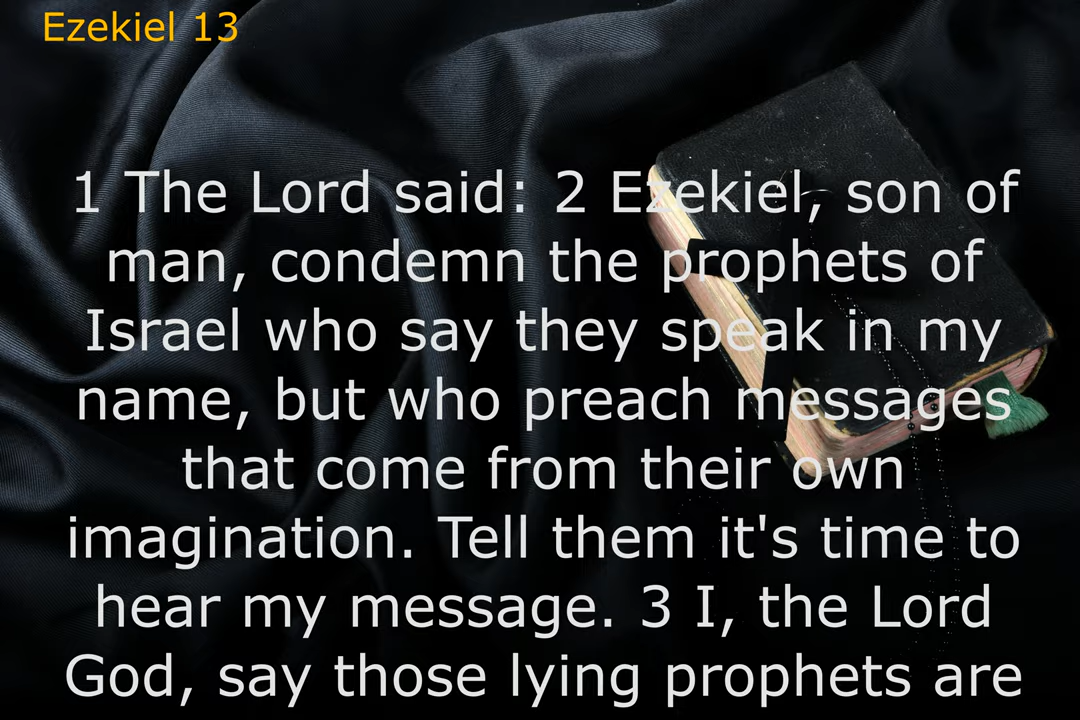 Ezekiel 13
1 The Lord said: 2 Ezekiel, son of
man, condemn the prophets of
Israel who say they speak in my
name, but who preach messages
that come from their own
imagination. Tell them it's time to
hear my message. 3 I, the Lord
God, say those lying prophets are